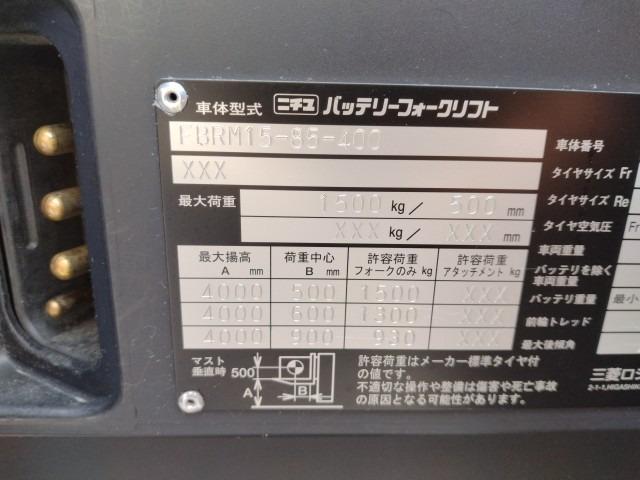 車体型式 ニチユ バッテリーフォークリフト
FBRM15-85-400
車体番号
XXX
タイヤサイズ Fr
最大荷重 1500 kg/ 500 mm
タイヤサイズ Re
XXX kg/ XXX mm
タイヤ空気圧 Fr
車両重量
最大揚高 A mm 荷重中心 B mm 許容荷重 フォークのみ kg 許容荷重 アタッチメント kg
バッテリを除く車両重量
4000 500 1500 XXX
バッテリ重量 最小
4000 600 1300 XXX
前輪トレッド
4000 900 930 XXX
最大後傾角
マスト垂直時 500 A B
許容荷重はメーカー標準タイヤ付
の値です。
不適切な操作や整備は傷害や死亡事故
の原因となる可能性があります。
三菱ロジ
2-1-1,HIGASHIK